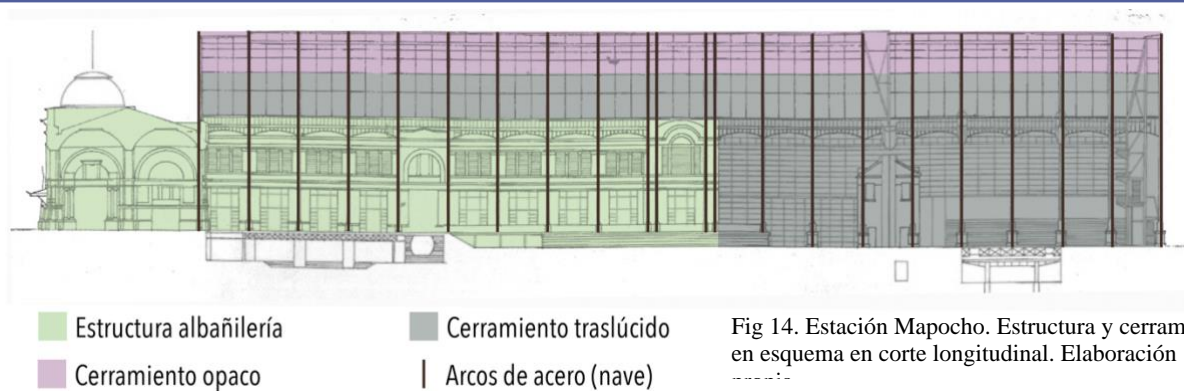 Estructura albañilería
Cerramiento opaco
Cerramiento traslúcido
Arcos de acero (nave)
Fig 14. Estación Mapocho. Estructura y cerram
en esquema en corte longitudinal. Elaboración